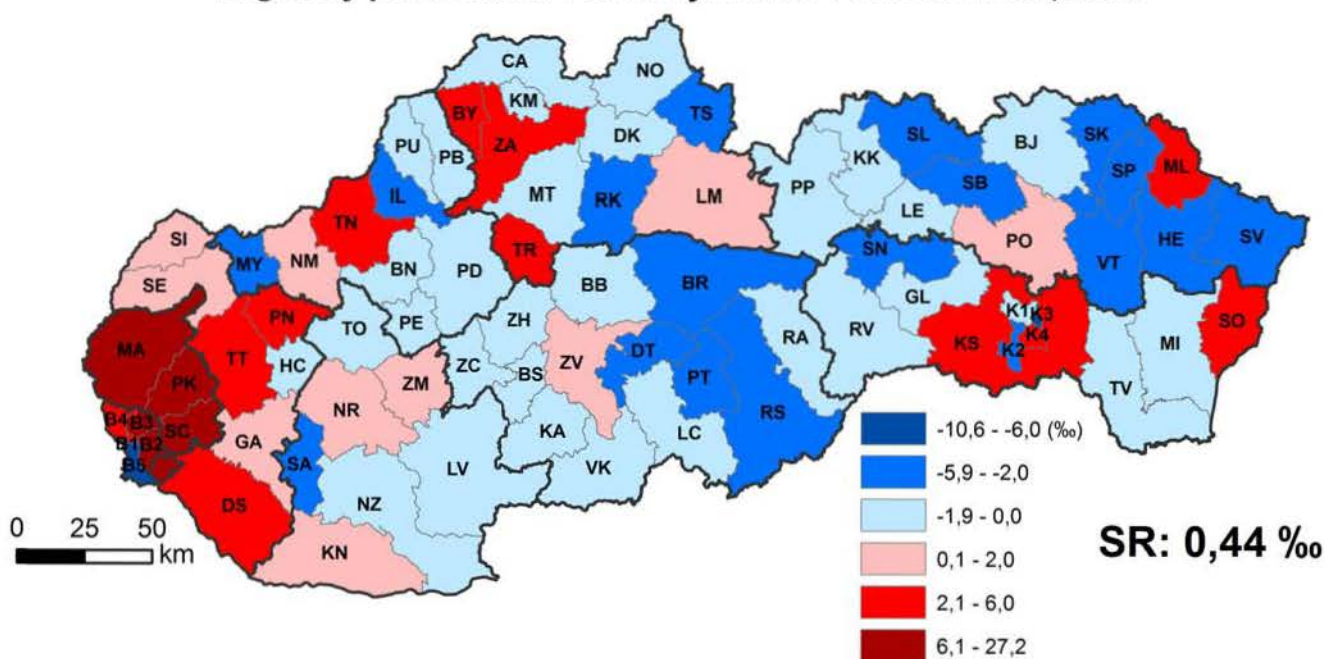 CA
NO
KM
BY
TS
ZA
DK
PU
PB
SL
BJ
SK
KK
SP
ML
IL
MT
RK
LM
PP
SB
LE
TN
PO
HE
SV
SI
MY
NM
TR
SN
VT
BN
PD
SE
BB
BR
GL
PN
TO
PE
ZH
RA
RV
K1
K3
SO
MA
TT
HC
ZC
ZV
DT
KS
K4
MI
K2
PK
ZM
BS
PT
TV
NR
RS
B4
B3
SC
B1
B2
GA
KA
LC
B5
SA
LV
VK
DS
NZ
KN
0 25 50
km
-10,6 - -6,0 (‰)
-5,9 - -2,0
-1,9 - 0,0
0,1 - 2,0
2,1 - 6,0
6,1 - 27,2
SR: 0,44 ‰